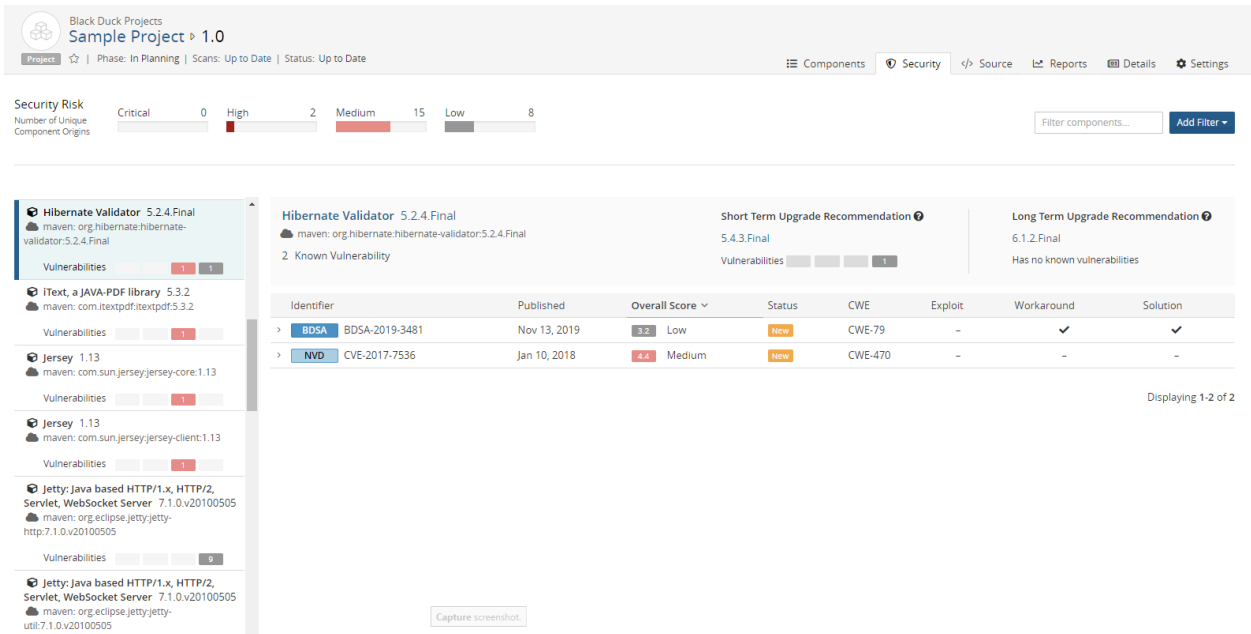 Black Duck Projects
Sample Project 1.0
Project | Phase: In Planning | Scans: Up to Date | Status: Up to Date
Components Security Source Reports Details Settings
Security Risk
Number of Unique
Component Origins
Critical 0 High 2 Medium 15 Low 8
Filter components... Add Filter
Hibernate Validator 5.2.4.Final
maven: org.hibernate:hibernate-
validator:5.2.4.Final
Vulnerabilities 1 1
iText, a JAVA-PDF library 5.3.2
maven: com.itextpdf:itextpdf:5.3.2
Vulnerabilities 1
Jersey 1.13
maven: com.sun.jersey:jersey-core:1.13
Vulnerabilities 1
Jersey 1.13
maven: com.sun.jersey:jersey-client:1.13
Vulnerabilities 1
Jetty: Java based HTTP/1.x, HTTP/2,
Servlet, WebSocket Server 7.1.0.v20100505
maven: org.eclipse.jetty:jetty-
http:7.1.0.v20100505
Vulnerabilities 9
Jetty: Java based HTTP/1.x, HTTP/2,
Servlet, WebSocket Server 7.1.0.v20100505
maven: org.eclipse.jetty:jetty-
util:7.1.0.v20100505
Hibernate Validator 5.2.4.Final
maven: org.hibernate:hibernate-validator:5.2.4.Final
2 Known Vulnerability
Short Term Upgrade Recommendation
5.4.3.Final
Vulnerabilities 1
Long Term Upgrade Recommendation
6.1.2.Final
Has no known vulnerabilities
Identifier Published Overall Score Status CWE Exploit Workaround Solution
BDSA BDSA-2019-3481 Nov 13, 2019 3.2 Low New CWE-79 –
NVD CVE-2017-7536 Jan 10, 2018 4.4 Medium New CWE-470 – – –
Displaying 1-2 of 2
Capture screenshot.